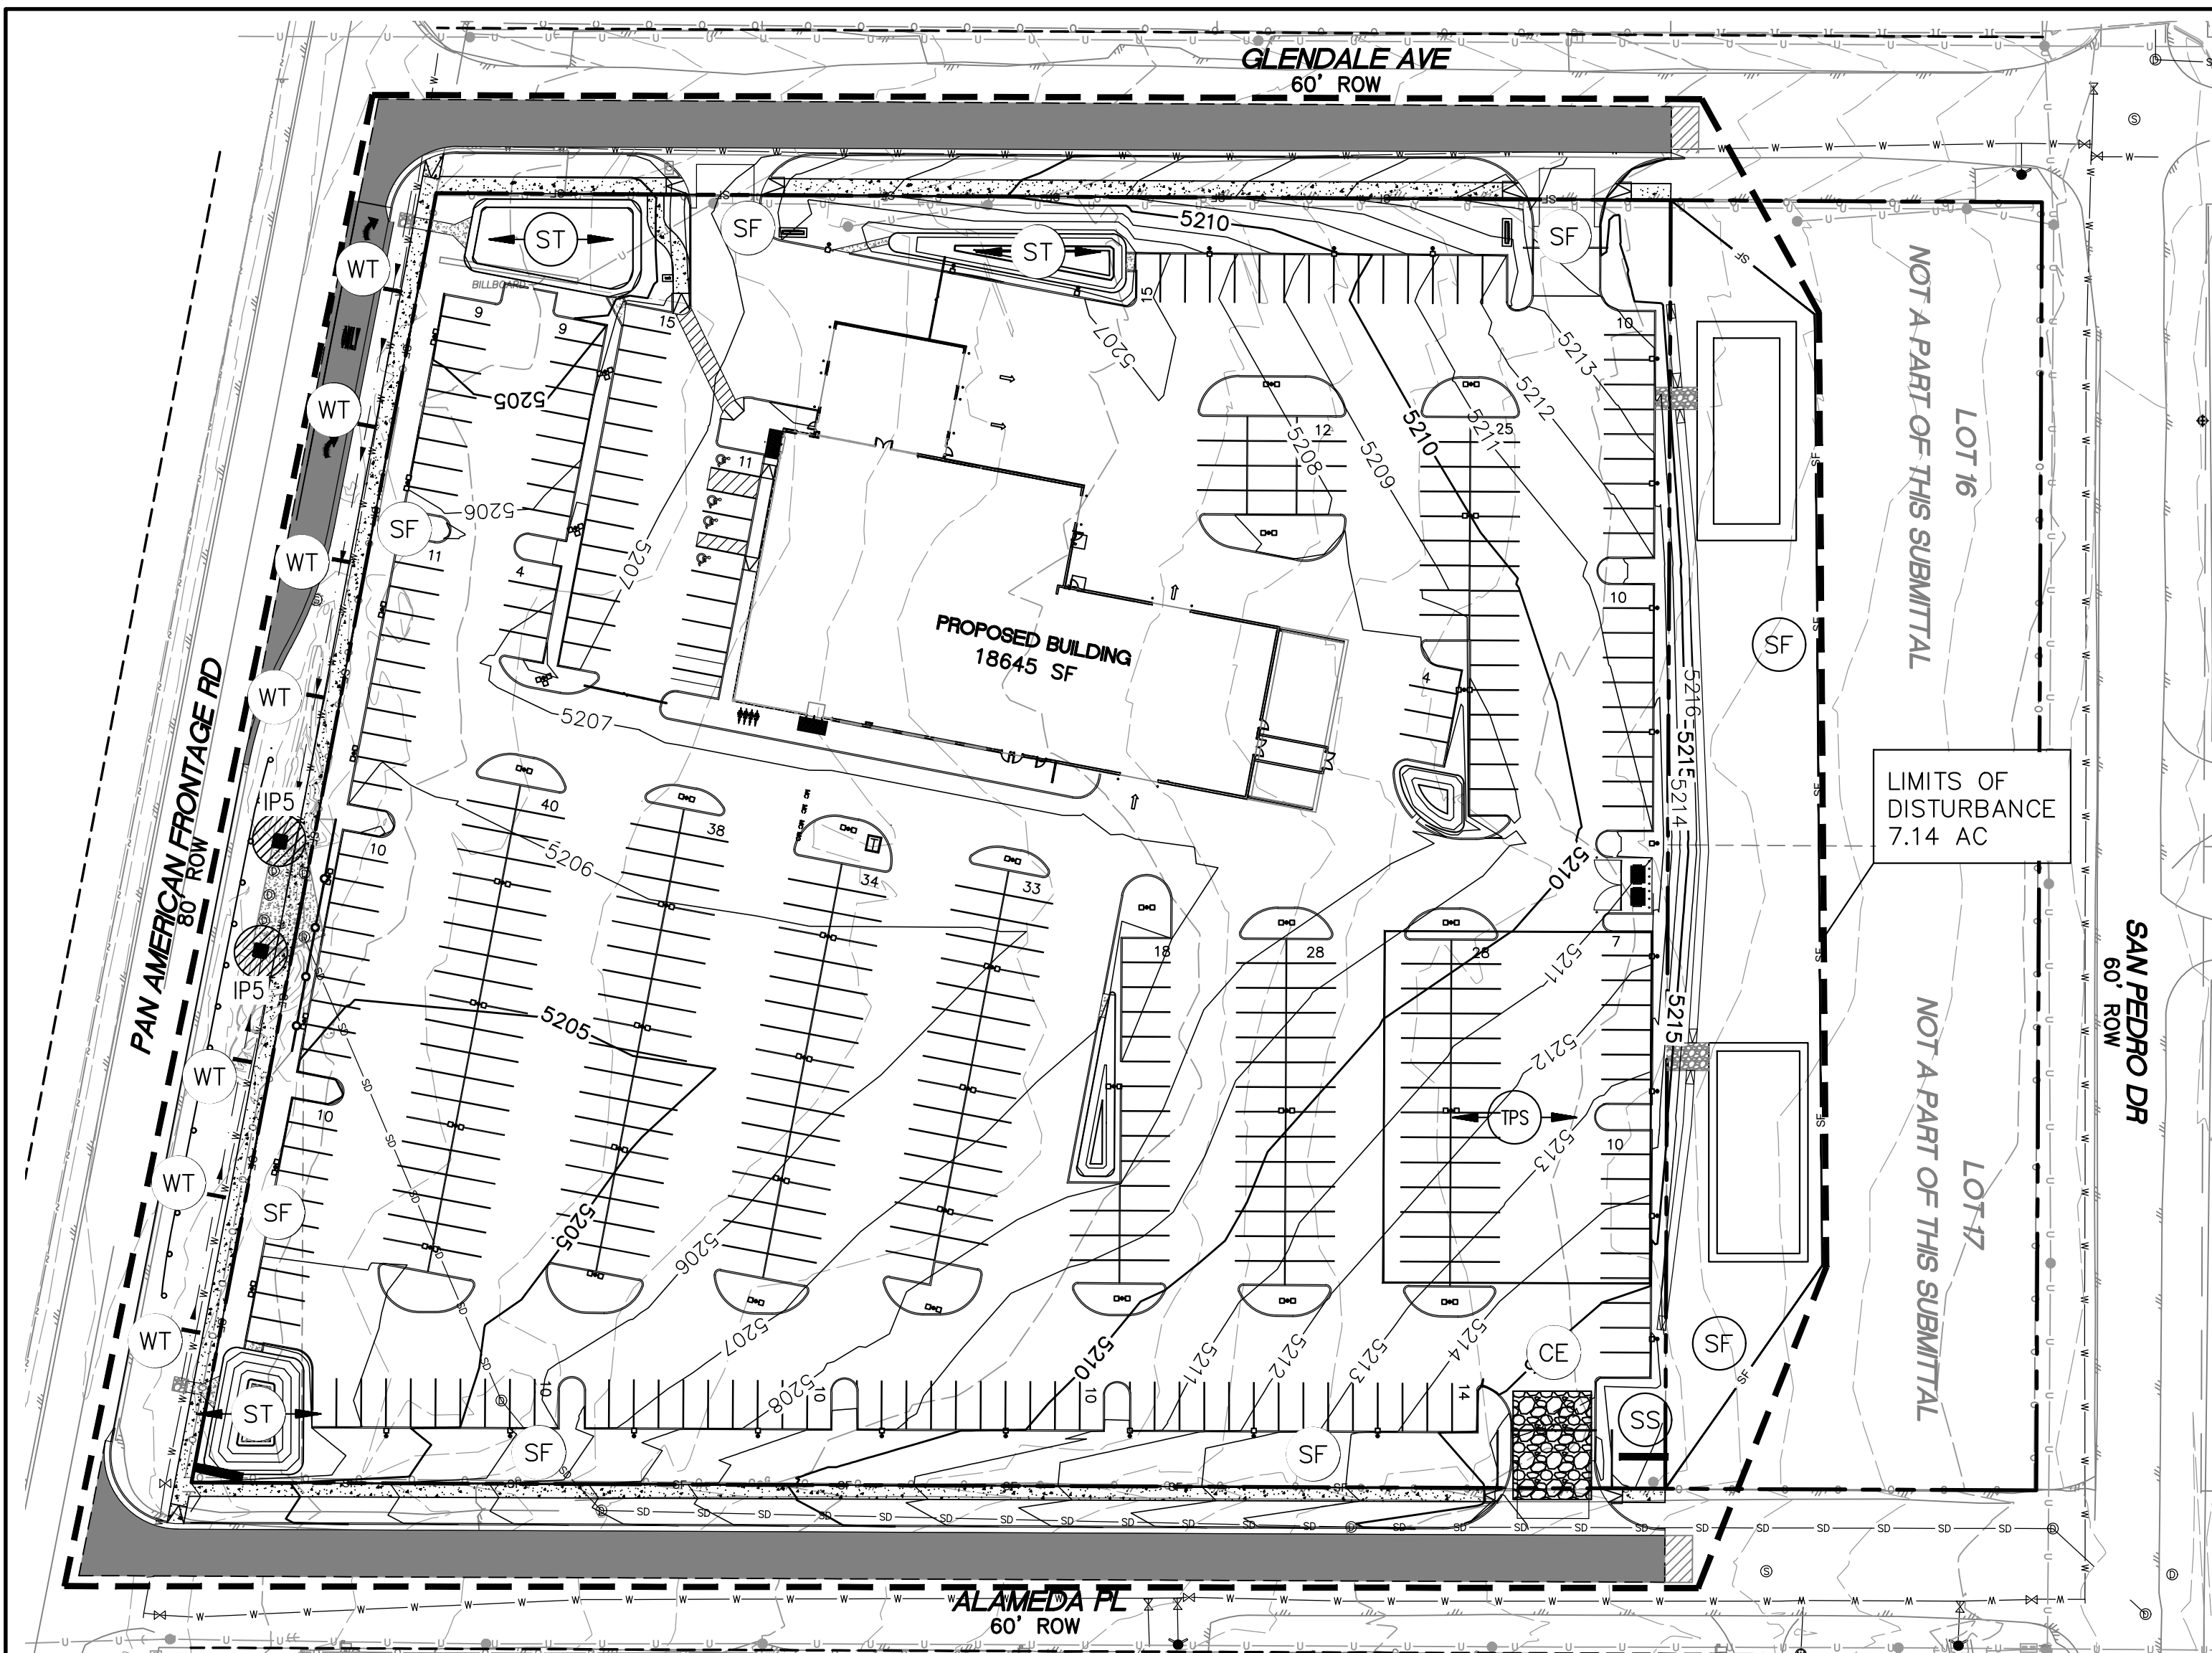 GLENDALE AVE
60' ROW
ST
SF
ST
5210
SF
WT
BILLBOARD
9
9
15
15
5207
10
5213
5212
5205
WT
5210
5211
25
12
5208
5209
11
5206
SF
11
4
5207
WT
10
NOT A PART OF THIS SUBMITTAL
LOT 16
PROPOSED BUILDING
18645 SF
SF
WT
5207
4
5216
5215
5214
LIMITS OF
DISTURBANCE
7.14 AC
PAN AMERICAN FRONTAGE RD
80' ROW
IP5
10
40
38
5206
34
33
5210
IP5
18
28
28
7
5211
5215
SAN PEDRO DR
60' ROW
5205
5212
WT
10
TPS
5213
10
WT
SF
5205
5206
NOT A PART OF THIS SUBMITTAL
LOT 17
WT
5207
5208
5210
5211
5212
5213
5214
CE
SF
ST
10
10
10
14
SS
SF
SF
ALAMEDA PL
60' ROW